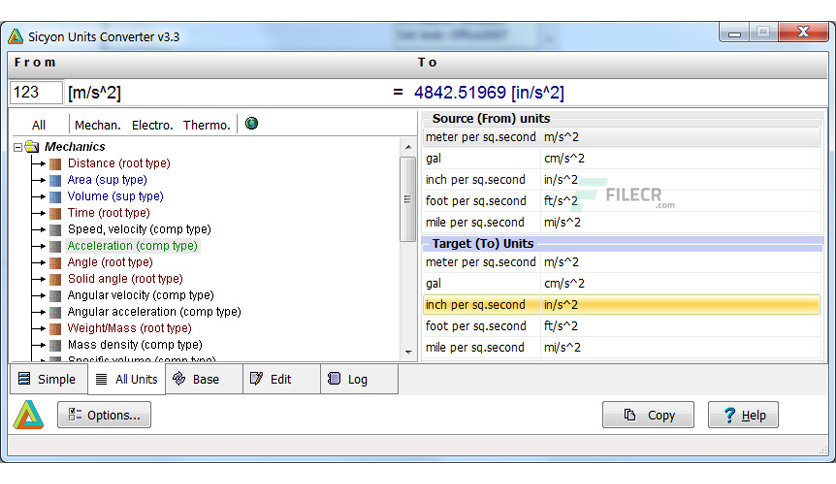 Sicyon Units Converter v3.3
From To
123 [m/s^2] = 4842.51969 [in/s^2]
All Mechan. Electro. Thermo.
Mechanics
Distance (root type)
Area (sup type)
Volume (sup type)
Time (root type)
Speed, velocity (comp type)
Acceleration (comp type)
Angle (root type)
Solid angle (root type)
Angular velocity (comp type)
Angular acceleration (comp type)
Weight/Mass (root type)
Mass density (comp type)
Specific volume (comp type)
Source (From) units
meter per sq.second m/s^2
gal cm/s^2
inch per sq.second in/s^2
foot per sq.second ft/s^2
mile per sq.second mi/s^2
FILECR
.com
Target (To) Units
meter per sq.second m/s^2
gal cm/s^2
inch per sq.second in/s^2
foot per sq.second ft/s^2
mile per sq.second mi/s^2
Simple All Units Base Edit Log
Options... Copy Help